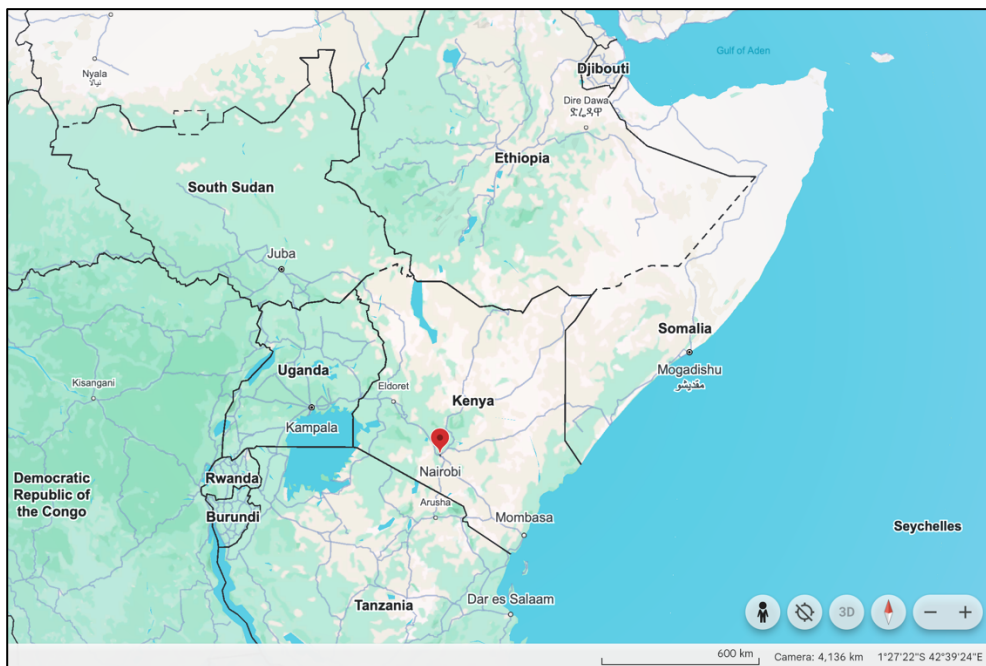 Gulf of Aden
Nyala
نيالا
Djibouti
Dire Dawa
ድሬዳዋ
Ethiopia
South Sudan
Juba
Somalia
Mogadishu
مقديشو
Uganda
Kisangani
Eldoret
Kenya
Kampala
Nairobi
Democratic
Republic of
the Congo
Rwanda
Arusha
Burundi
Mombasa
Seychelles
Tanzania
Dar es Salaam
3D
600 km
Camera: 4,136 km 1°27'22"S 42°39'24"E